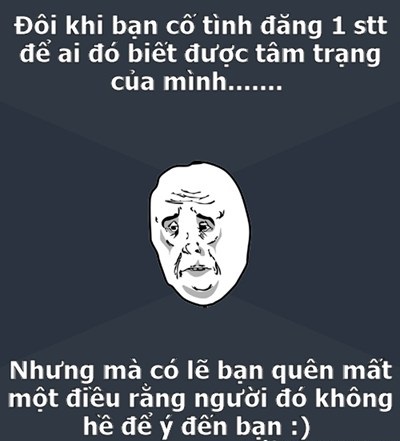 Đôi khi bạn cố tình đăng 1 stt
để ai đó biết được tâm trạng
của mình.......
Nhưng mà có lẽ bạn quên mất
một điều rằng người đó không
hề để ý đến bạn :)